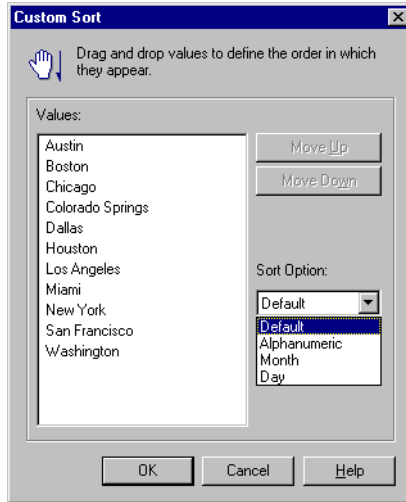 Custom Sort
Drag and drop values to define the order in which
they appear.
Values:
Austin
Boston
Chicago
Colorado Springs
Dallas
Houston
Los Angeles
Miami
New York
San Francisco
Washington
Move Up
Move Down
Sort Option:
Default
Default
Alphanumeric
Month
Day
OK
Cancel
Help